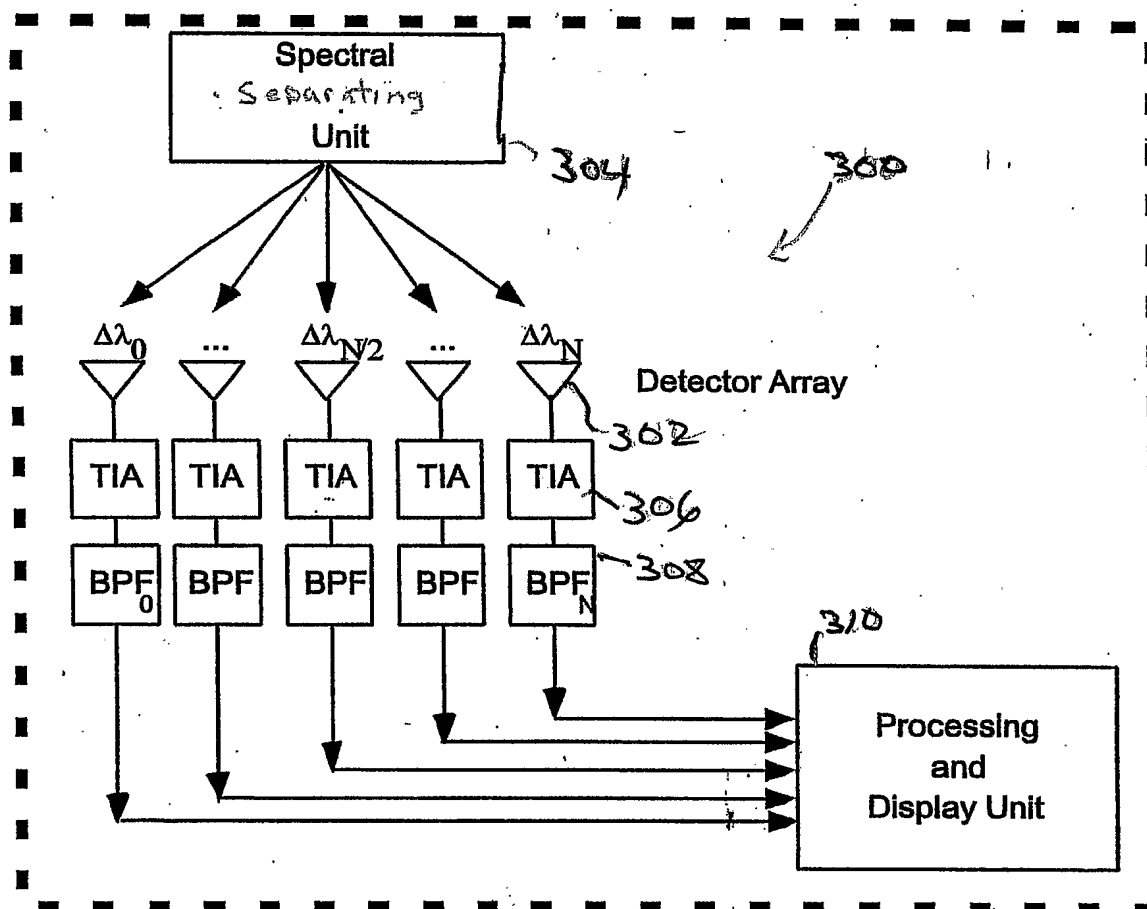 Spectral
Separating
Unit
304
300
Δλ0 ... ΔλN/2 ... ΔλN
Detector Array
302
TIA TIA TIA TIA TIA
306
BPF0 BPF BPF BPF BPFN
308
310
Processing
and
Display Unit